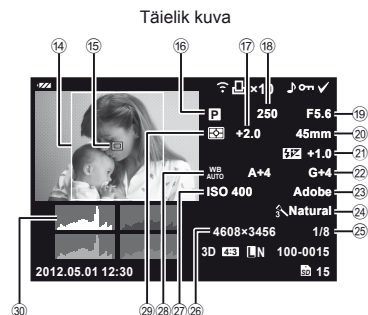 Täielik kuva
⑭ ⑮ ⑯ ⑰ ⑱
×10
P 250 F5.6 ⑲
+2.0 45mm ⑳
+1.0 ㉑
WB AUTO A+4 G+4 ㉒
ISO 400 Adobe ㉓
3 Natural ㉔
4608×3456 1/8 ㉕
3D 4:3 LN 100-0015
2012.05.01 12:30 SD 15
㉚ ㉙ ㉘ ㉗ ㉖